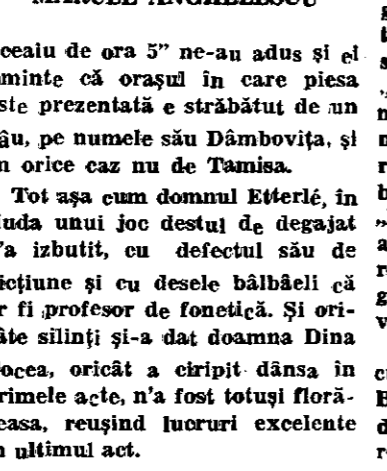 ceaiu de ora 5” ne-au adus și el
aminte că orașul în care piesa
este prezentată e străbătut de un
râu, pe numele său Dâmbovița, și
în orice caz nu de Tamisa.
Tot așa cum domnul Etterlé, în
ciuda unui joc destul de degajat
n'a izbutit, cu defectul său de
dicțiune și cu desele bâlbâeli că
ar fi profesor de fonetică. Și ori-
câte silinți și-a dat doamna Dina
Cocea, oricât a ciripit dânsa în
primele acte, n'a fost totuși floră-
reasa, reușind lucruri excelente
în ultimul act.